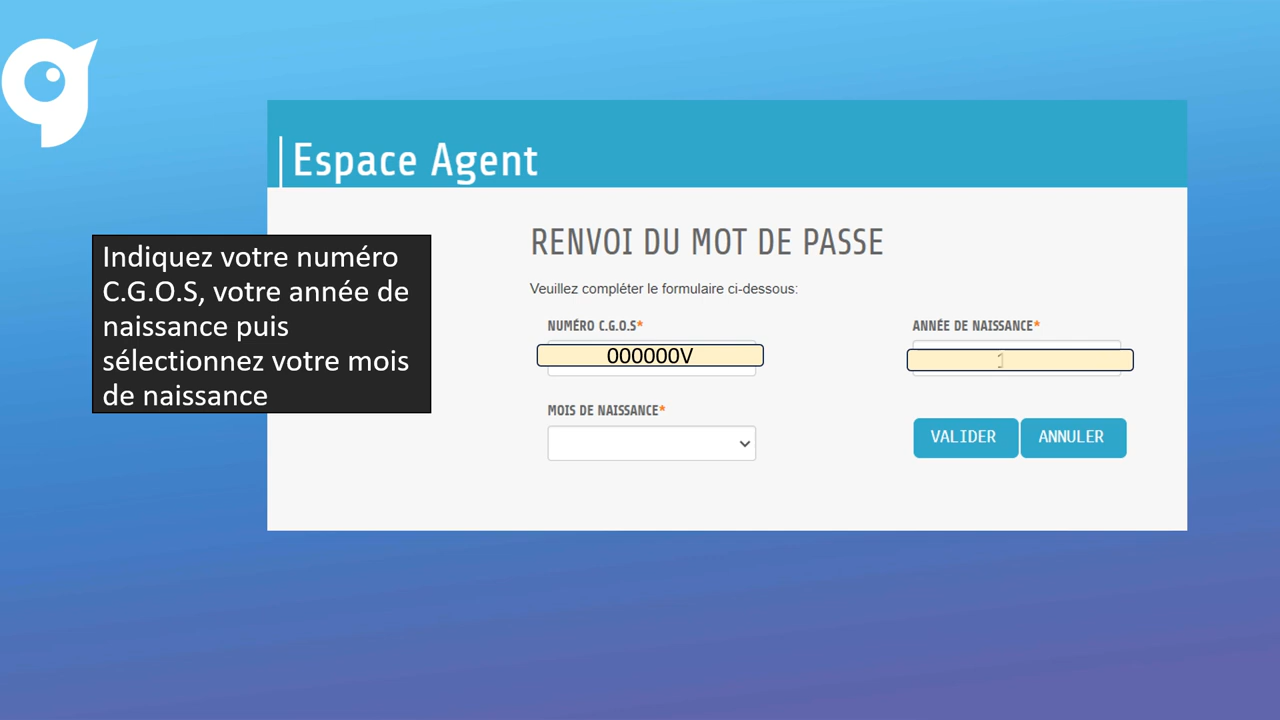 Espace Agent
RENVOI DU MOT DE PASSE
Indiquez votre numéro
C.G.O.S, votre année de
naissance puis
sélectionnez votre mois
de naissance
Veuillez compléter le formulaire ci-dessous:
NUMÉRO C.G.O.S*
000000V
ANNÉE DE NAISSANCE*
1
MOIS DE NAISSANCE*
VALIDER
ANNULER